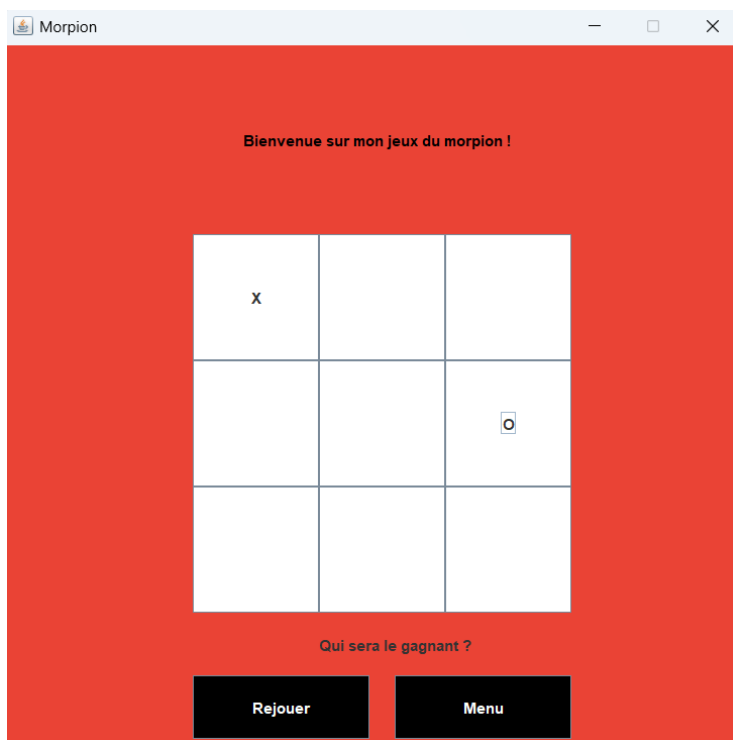 Morpion
Bienvenue sur mon jeux du morpion !
X
O
Qui sera le gagnant ?
Rejouer Menu